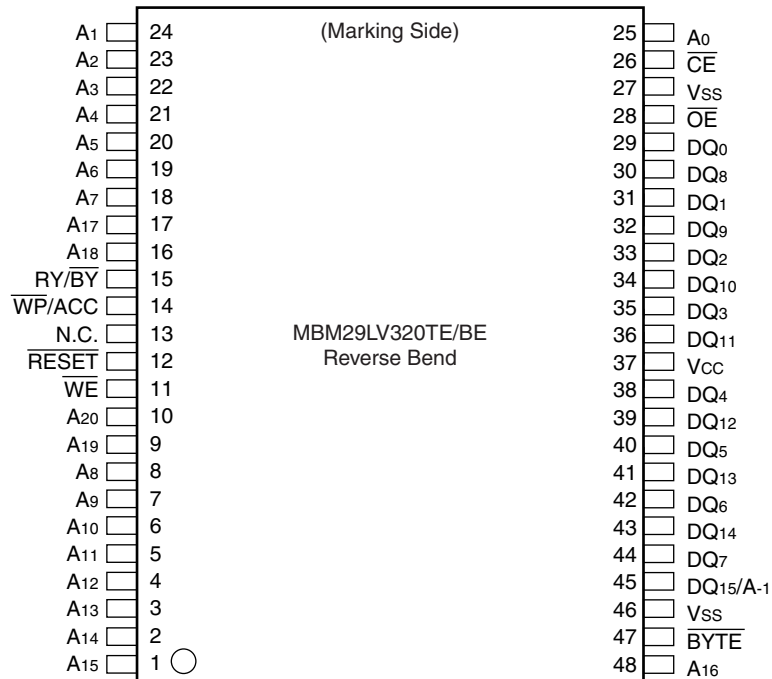 (Marking Side)
A1 24 25 A0
A2 23 26 CE
A3 22 27 VSS
A4 21 28 OE
A5 20 29 DQ0
A6 19 30 DQ8
A7 18 31 DQ1
A17 17 32 DQ9
A18 16 33 DQ2
RY/BY 15 34 DQ10
WP/ACC 14 35 DQ3
N.C. 13 MBM29LV320TE/BE 36 DQ11
RESET 12 Reverse Bend 37 VCC
WE 11 38 DQ4
A20 10 39 DQ12
A19 9 40 DQ5
A8 8 41 DQ13
A9 7 42 DQ6
A10 6 43 DQ14
A11 5 44 DQ7
A12 4 45 DQ15/A-1
A13 3 46 VSS
A14 2 47 BYTE
A15 1 48 A16